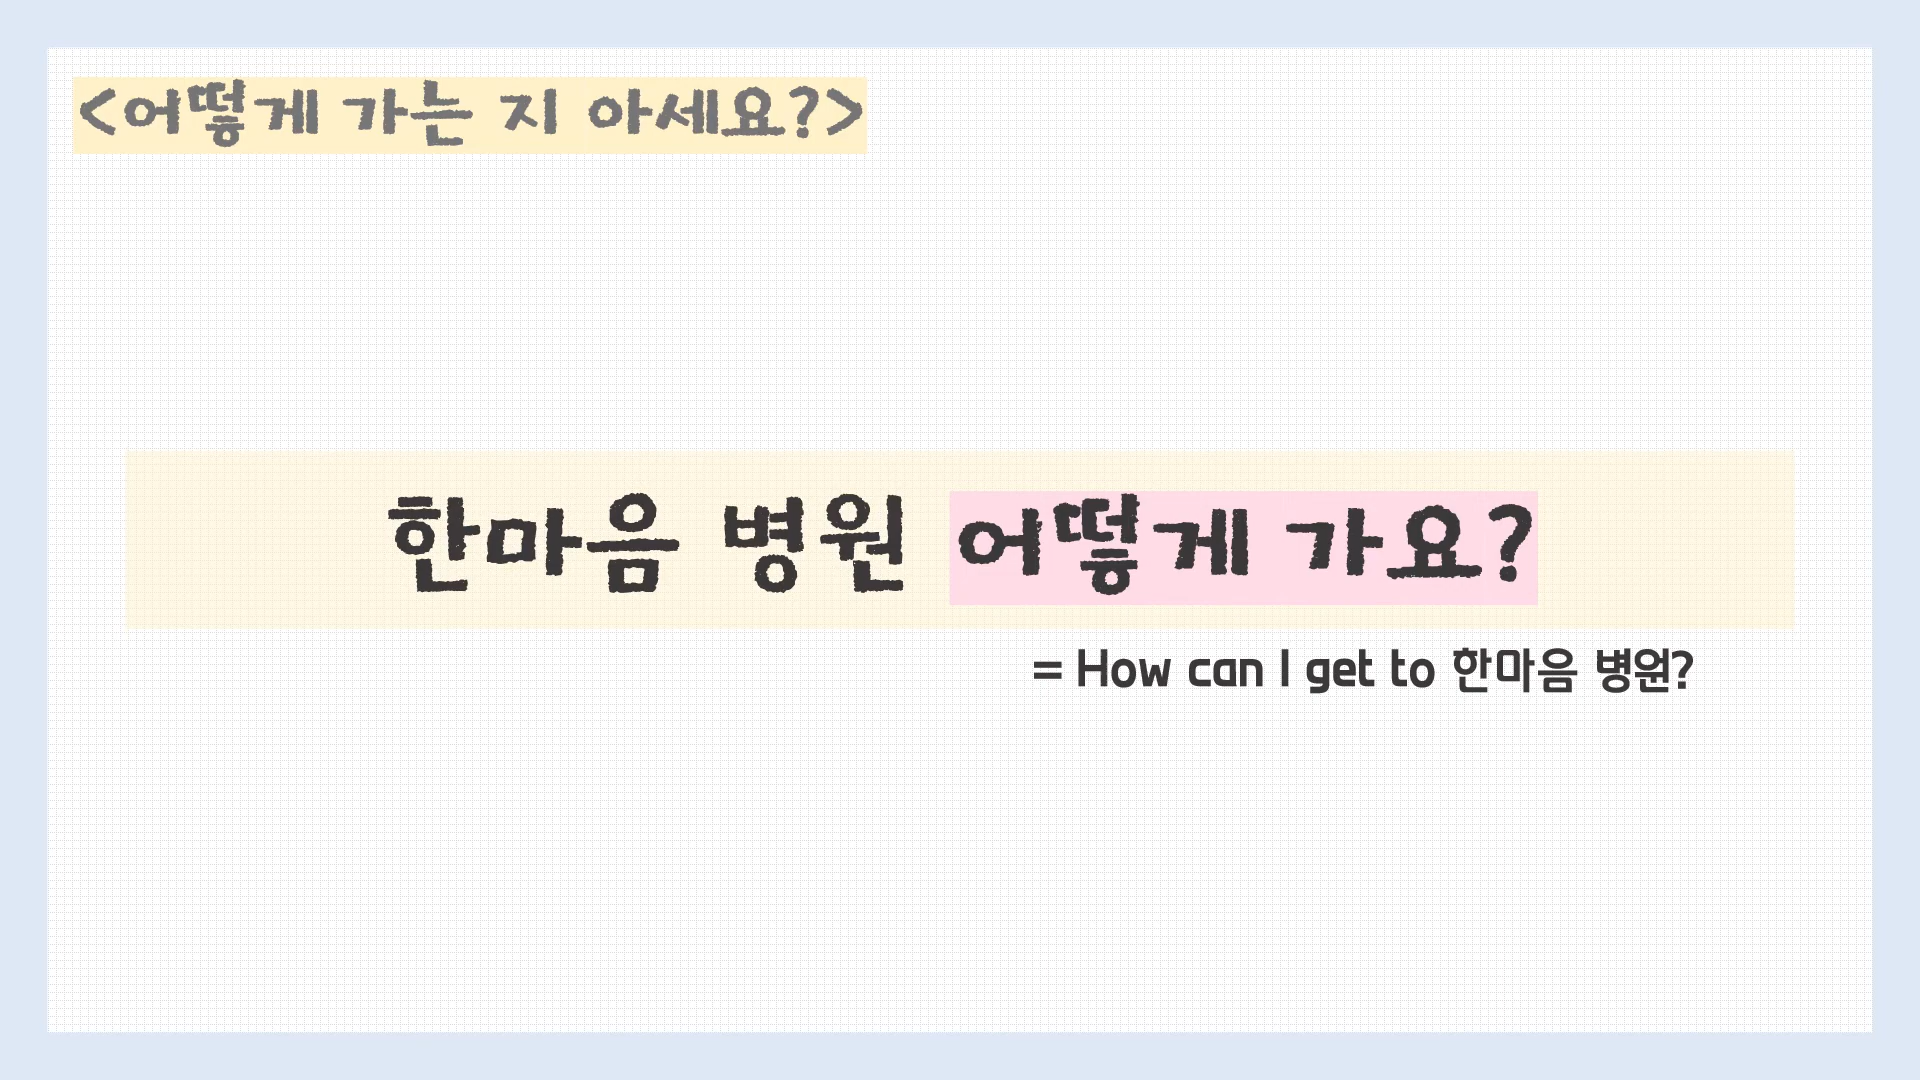 <어떻게 가는 지 아세요?>
한마음 병원 어떻게 가요?
= How can I get to 한마음 병원?